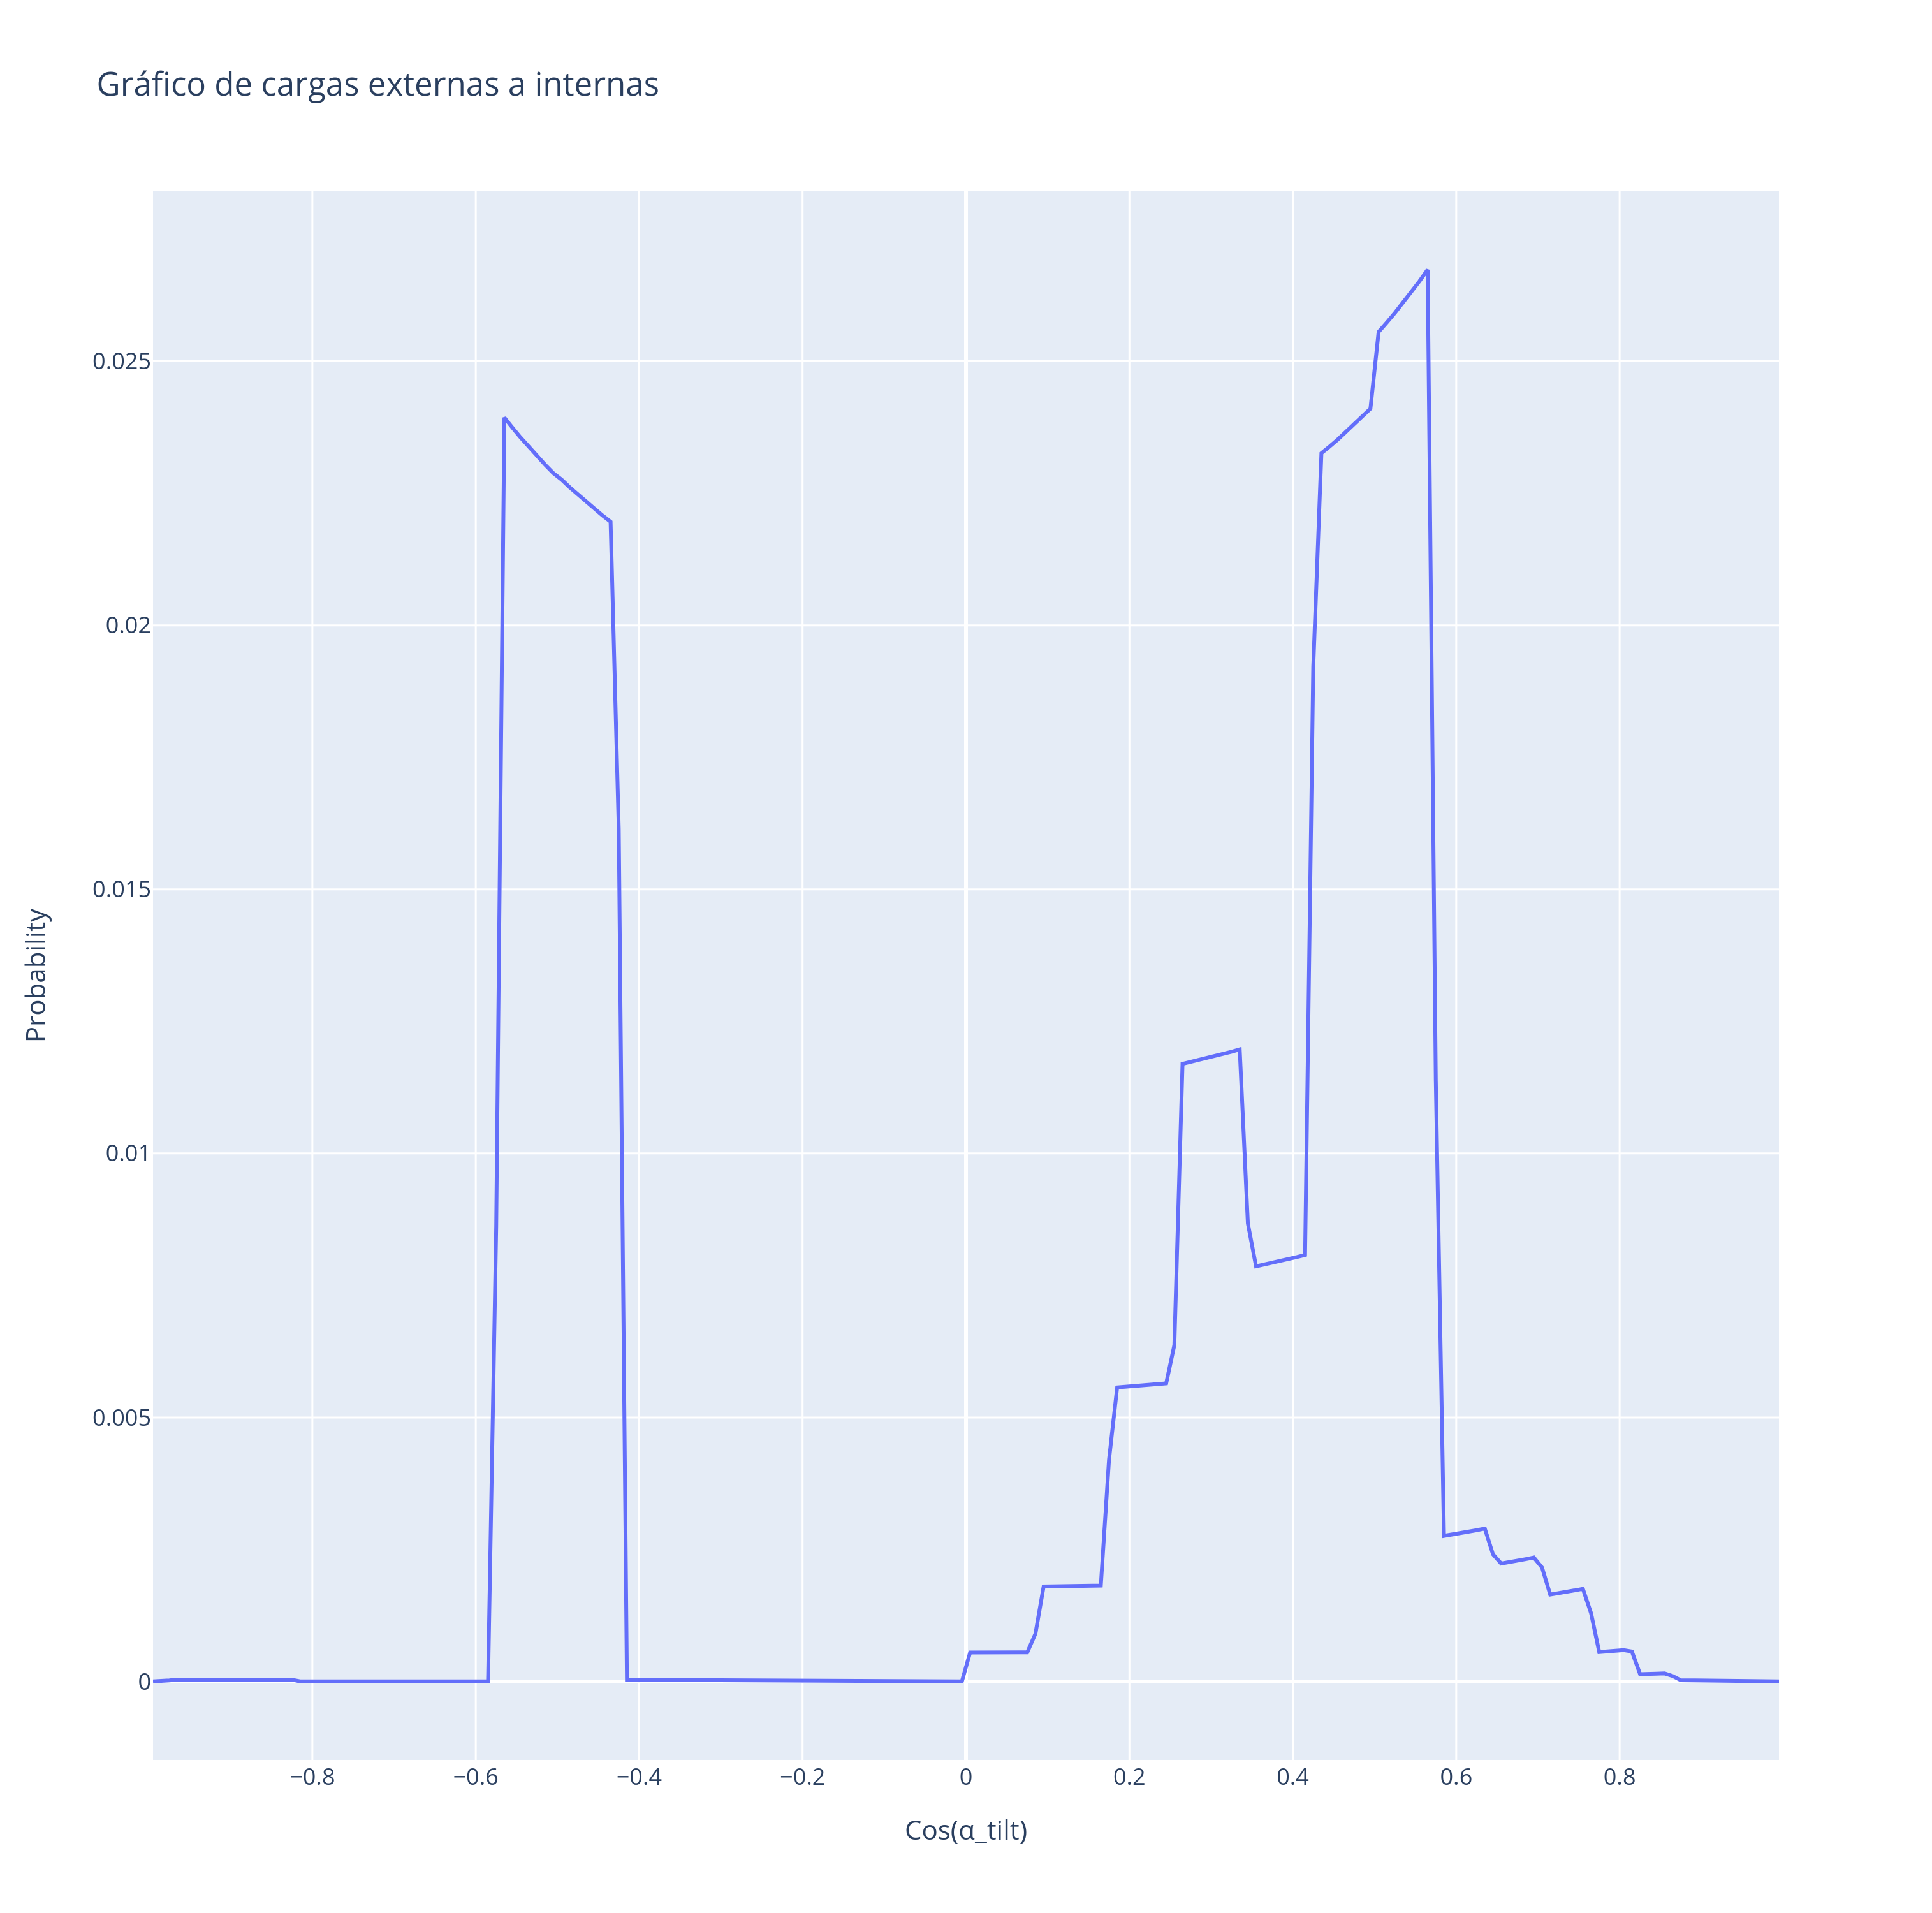 Gráfico de cargas externas a internas
0.025
0.02
0.015
0.01
0.005
0
Probability
−0.8 −0.6 −0.4 −0.2 0 0.2 0.4 0.6 0.8
Cos(α_tilt)